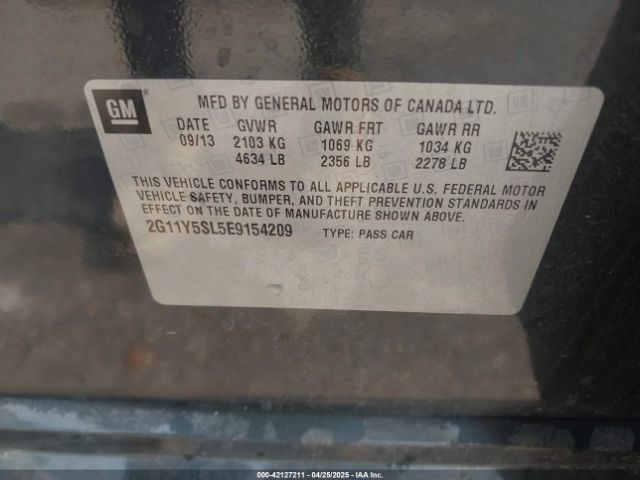 GM
MFD BY GENERAL MOTORS OF CANADA LTD.
DATE GVWR GAWR FRT GAWR RR
09/13 2103 KG 1069 KG 1034 KG
4634 LB 2356 LB 2278 LB
THIS VEHICLE CONFORMS TO ALL APPLICABLE U.S. FEDERAL MOTOR
VEHICLE SAFETY, BUMPER, AND THEFT PREVENTION STANDARDS IN
EFFECT ON THE DATE OF MANUFACTURE SHOWN ABOVE.
2G11Y5SL5E9154209 TYPE: PASS CAR
000-42127211 - 04/25/2025 - IAA Inc.